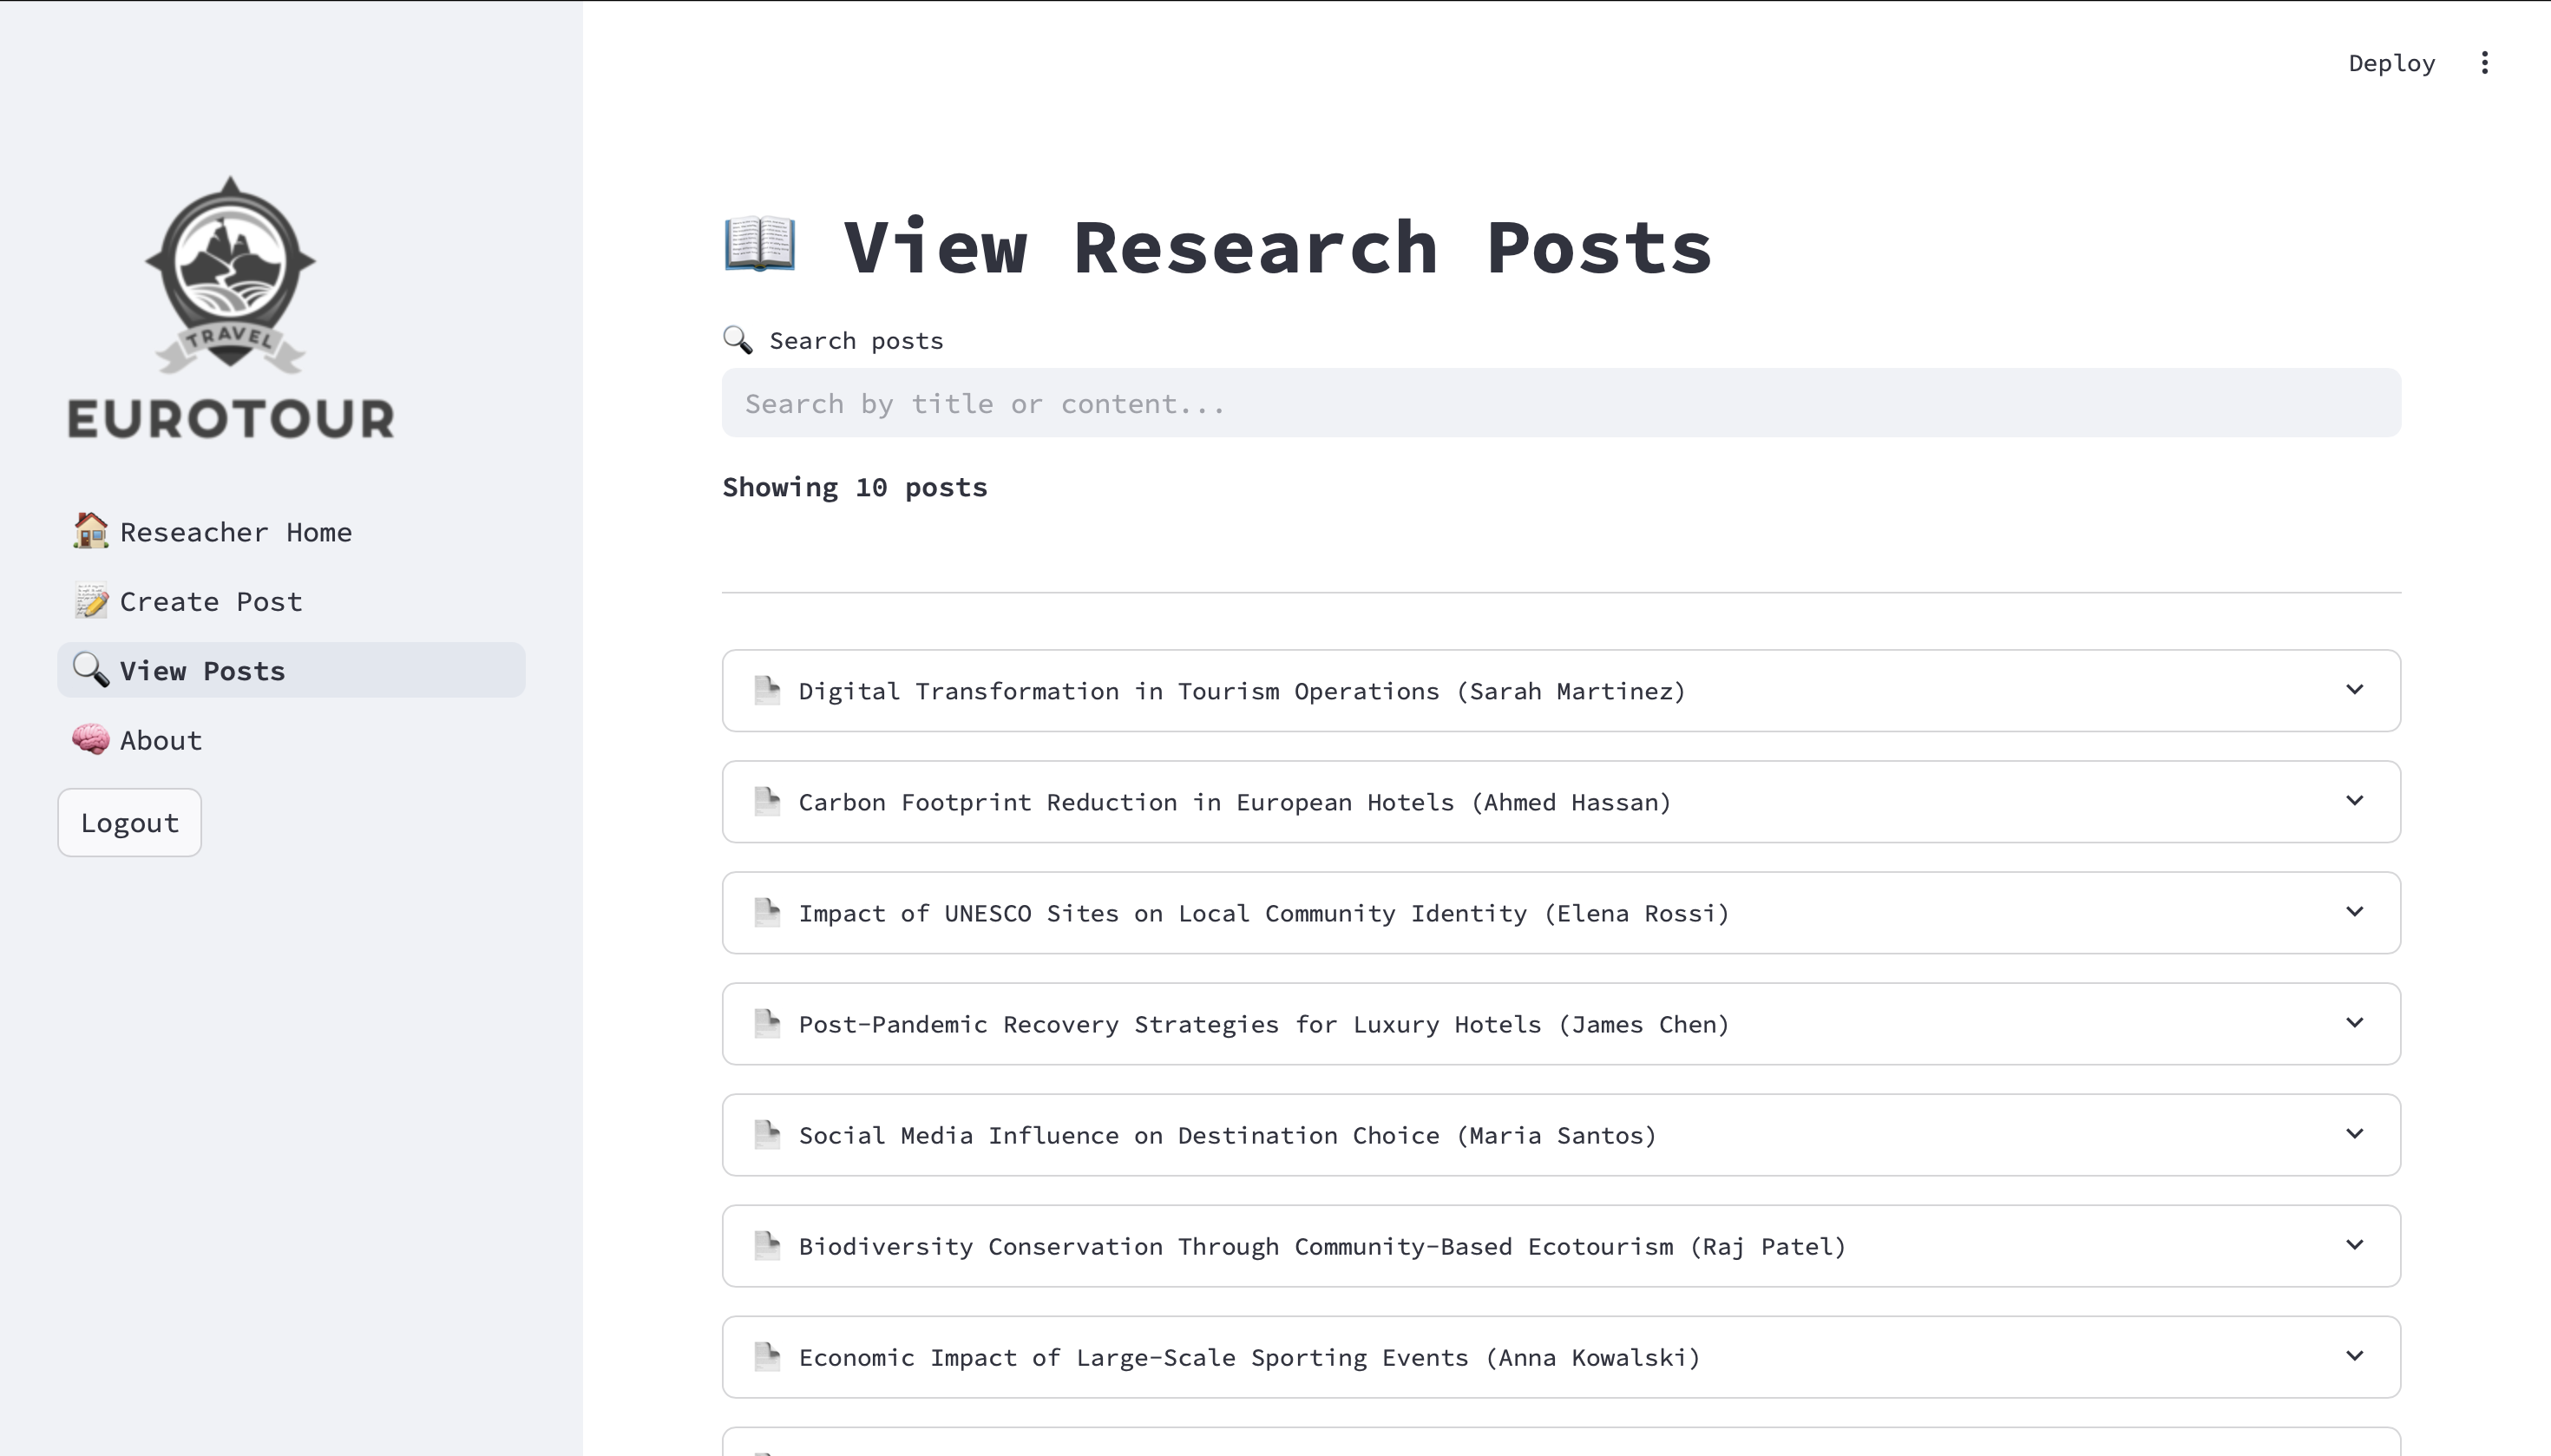 Deploy
TRAVEL
EUROTOUR
Reseacher Home
Create Post
View Posts
About
Logout
View Research Posts
Search posts
Search by title or content...
Showing 10 posts
Digital Transformation in Tourism Operations (Sarah Martinez)
Carbon Footprint Reduction in European Hotels (Ahmed Hassan)
Impact of UNESCO Sites on Local Community Identity (Elena Rossi)
Post-Pandemic Recovery Strategies for Luxury Hotels (James Chen)
Social Media Influence on Destination Choice (Maria Santos)
Biodiversity Conservation Through Community-Based Ecotourism (Raj Patel)
Economic Impact of Large-Scale Sporting Events (Anna Kowalski)